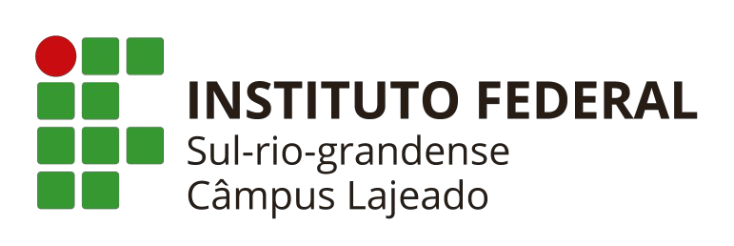 INSTITUTO FEDERAL
Sul-rio-grandense
Câmpus Lajeado